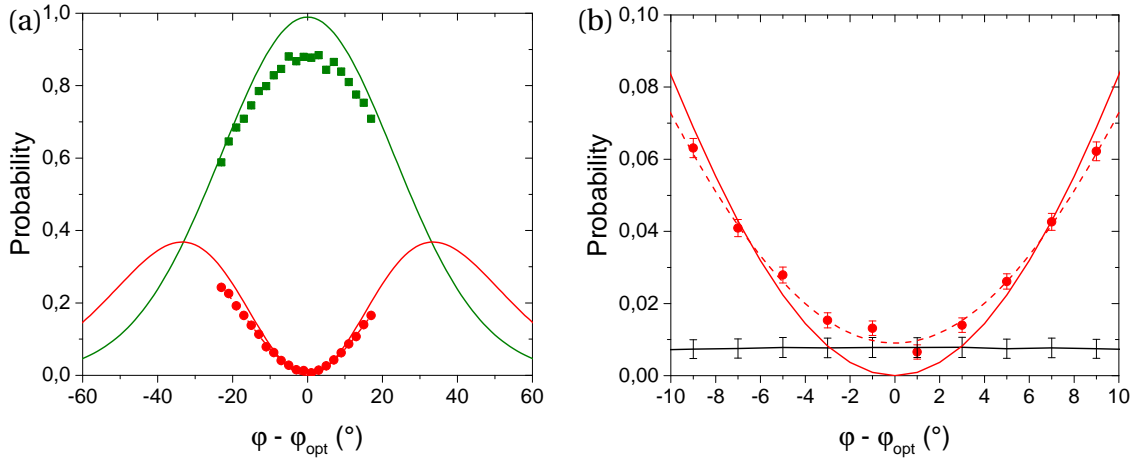 (a)
1,0
0,8
0,6
0,4
0,2
0,0
Probability
-60 -40 -20 0 20 40 60
φ - φopt (°)
(b)
0,10
0,08
0,06
0,04
0,02
0,00
Probability
-10 -8 -6 -4 -2 0 2 4 6 8 10
φ - φopt (°)